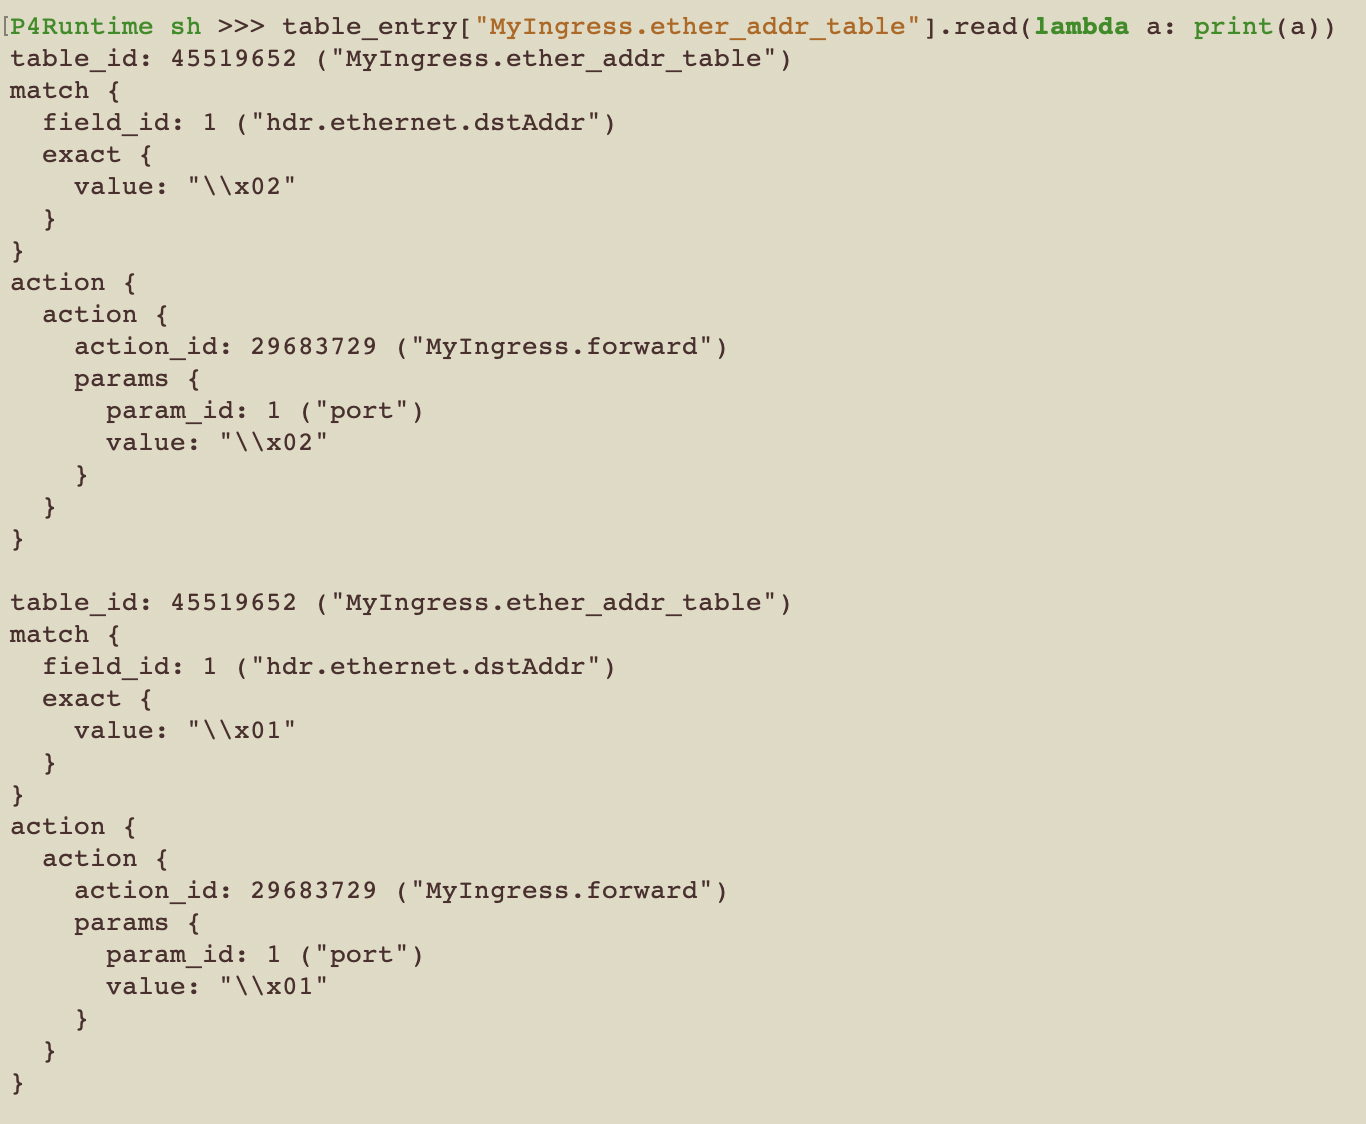 [P4Runtime sh >>> table_entry["MyIngress.ether_addr_table"].read(lambda a: print(a))
table_id: 45519652 ("MyIngress.ether_addr_table")
match {
  field_id: 1 ("hdr.ethernet.dstAddr")
  exact {
    value: "\\x02"
  }
}
action {
  action {
    action_id: 29683729 ("MyIngress.forward")
    params {
      param_id: 1 ("port")
      value: "\\x02"
    }
  }
}

table_id: 45519652 ("MyIngress.ether_addr_table")
match {
  field_id: 1 ("hdr.ethernet.dstAddr")
  exact {
    value: "\\x01"
  }
}
action {
  action {
    action_id: 29683729 ("MyIngress.forward")
    params {
      param_id: 1 ("port")
      value: "\\x01"
    }
  }
}